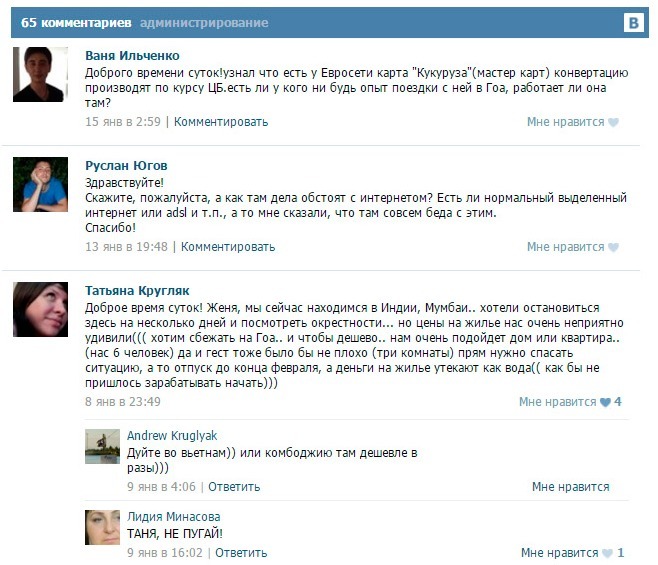 65 комментариев администрирование
B
Ваня Ильченко
Доброго времени суток!узнал что есть у Евросети карта "Кукуруза"(мастер карт) конвертацию
производят по курсу ЦБ.есть ли у кого ни будь опыт поездки с ней в Гоа, работает ли она
там?
15 янв в 2:59 | Комментировать Мне нравится
Руслан Югов
Здравствуйте!
Скажите, пожалуйста, а как там дела обстоят с интернетом? Есть ли нормальный выделенный
интернет или adsl и т.п., а то мне сказали, что там совсем беда с этим.
Спасибо!
13 янв в 19:48 | Комментировать Мне нравится
Татьяна Кругляк
Доброе время суток! Женя, мы сейчас находимся в Индии, Мумбаи.. хотели остановиться
здесь на несколько дней и посмотреть окрестности... но цены на жилье нас очень неприятно
удивили((( хотим сбежать на Гоа.. и чтобы дешево.. нам очень подойдет дом или квартира..
(нас 6 человек) да и гест тоже было бы не плохо (три комнаты) прям нужно спасать
ситуацию, а то отпуск до конца февраля, а деньги на жилье утекают как вода(( как бы не
пришлось зарабатывать начать)))
8 янв в 23:49 Мне нравится 4
Andrew Kruglyak
Дуйте во вьетнам)) или комбоджию там дешевле в
разы)))
9 янв в 4:06 | Ответить Мне нравится
Лидия Минасова
ТАНЯ, НЕ ПУГАЙ!
9 янв в 16:02 | Ответить Мне нравится 1